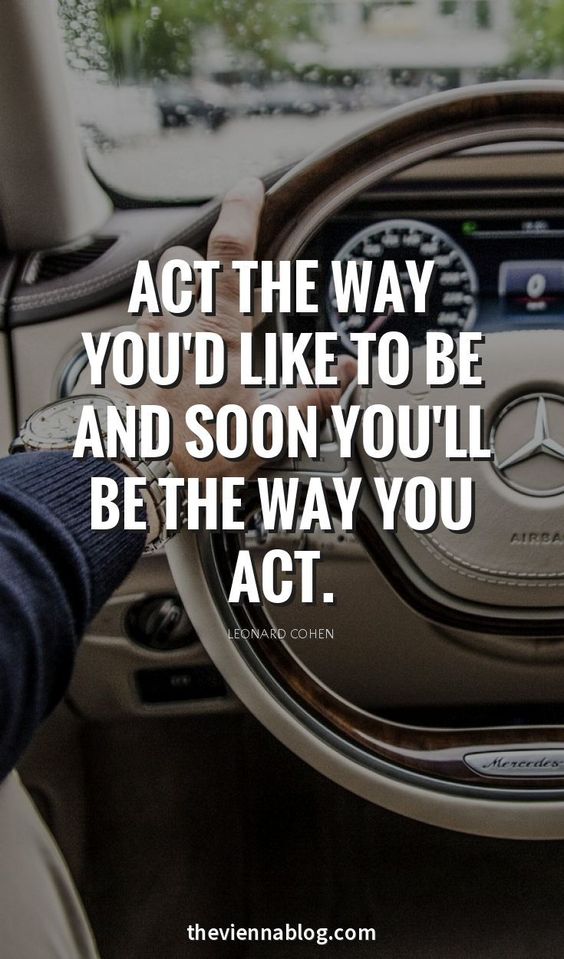 ACT THE WAY
YOU'D LIKE TO BE
AND SOON YOU'LL
BE THE WAY YOU
ACT.
LEONARD COHEN
0
AIRBA
Mercedes
theviennablog.com